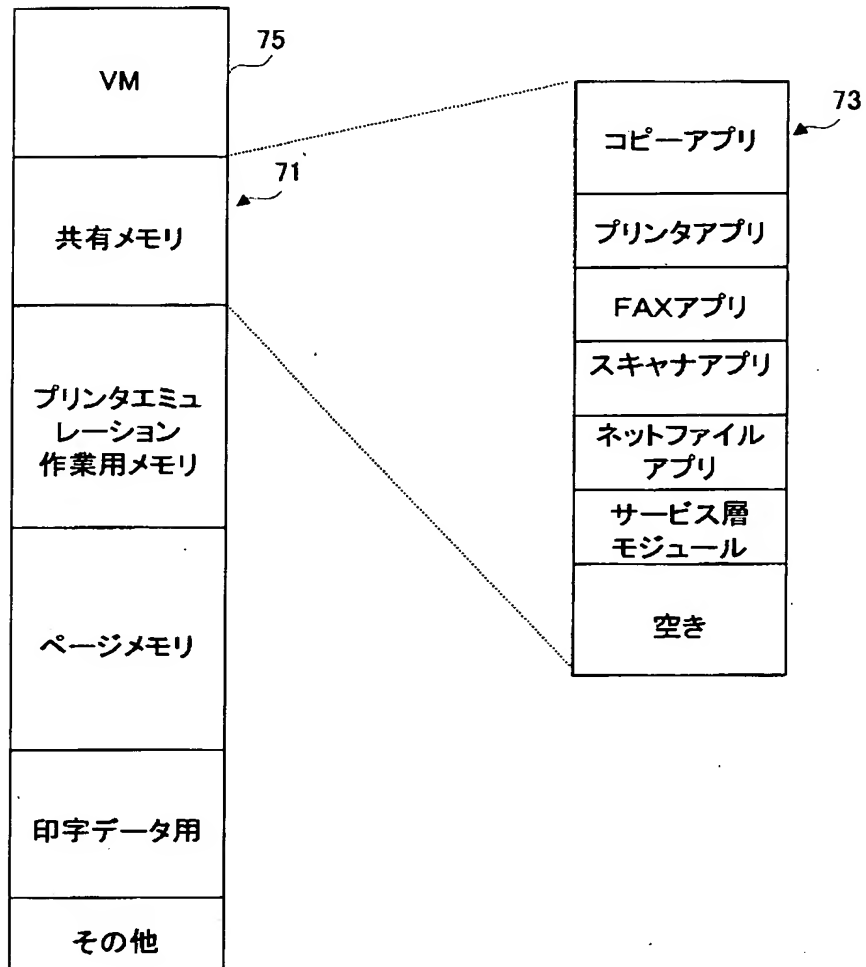 VM
75
共有メモリ
71
プリンタエミュ
レーション
作業用メモリ
ページメモリ
印字データ用
その他
73
コピーアプリ
プリンタアプリ
FAXアプリ
スキャナアプリ
ネットファイル
アプリ
サービス層
モジュール
空き